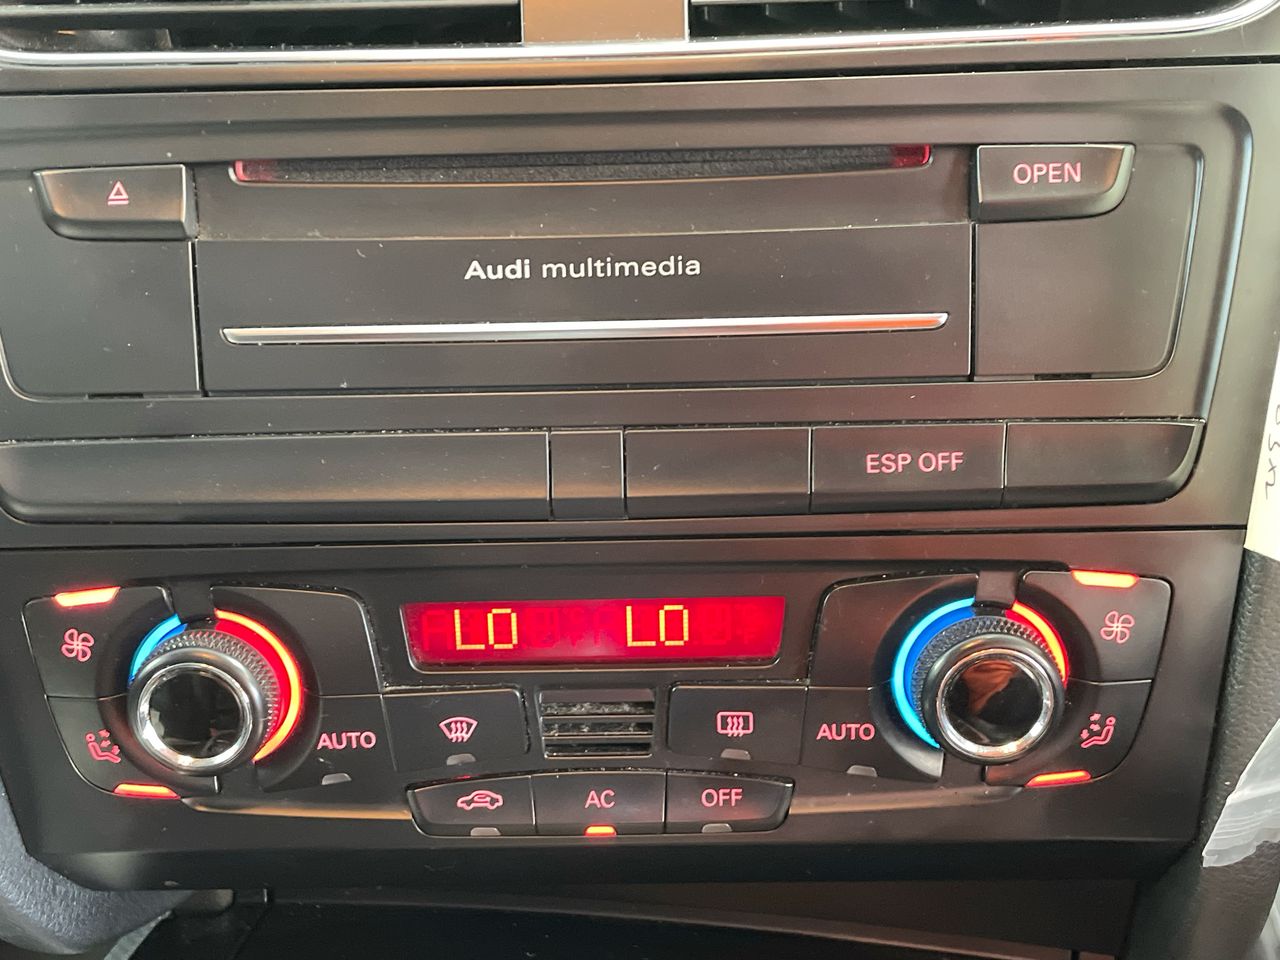 OPEN
Audi multimedia
ESP OFF
LO LO
AUTO AUTO
AC OFF